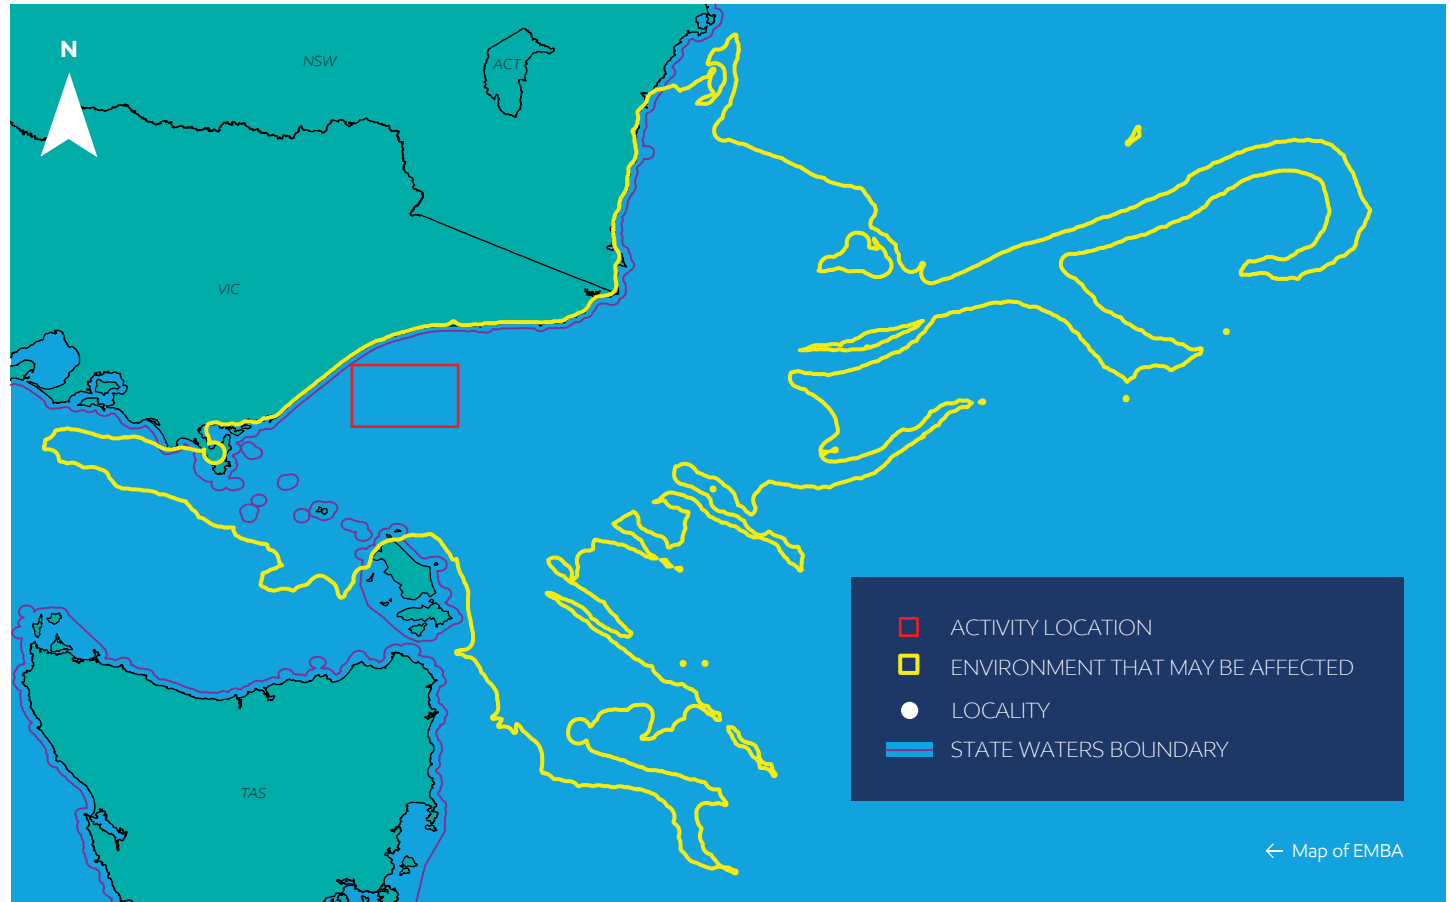 N
NSW
ACT
VIC
TAS
ACTIVITY LOCATION
ENVIRONMENT THAT MAY BE AFFECTED
LOCALITY
STATE WATERS BOUNDARY
← Map of EMBA